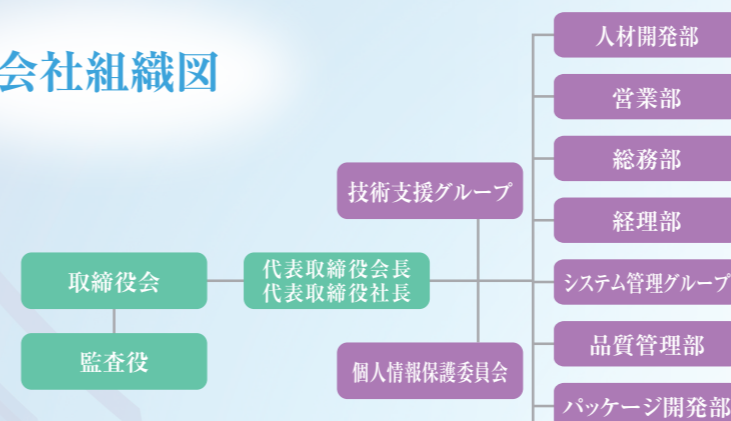 会社組織図
人材開発部
営業部
総務部
技術支援グループ
経理部
取締役会
代表取締役会長
代表取締役社長
システム管理グループ
監査役
個人情報保護委員会
品質管理部
パッケージ開発部